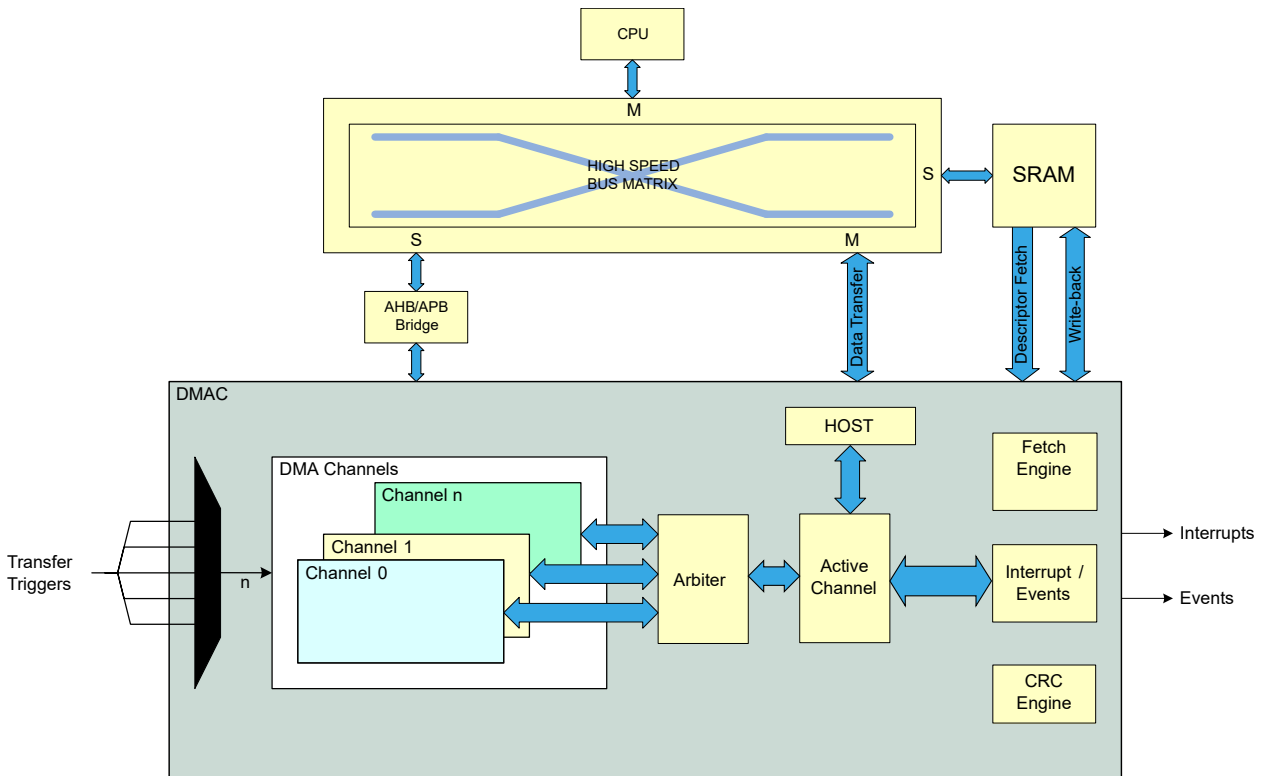 CPU
M
HIGH SPEED
BUS MATRIX
S
SRAM
S
M
AHB/APB
Bridge
Data Transfer
Descriptor Fetch
Write-back
DMAC
HOST
Fetch
Engine
DMA Channels
Channel n
Channel 1
Channel 0
Transfer
Triggers
n
Arbiter
Active
Channel
Interrupt /
Events
Interrupts
Events
CRC
Engine